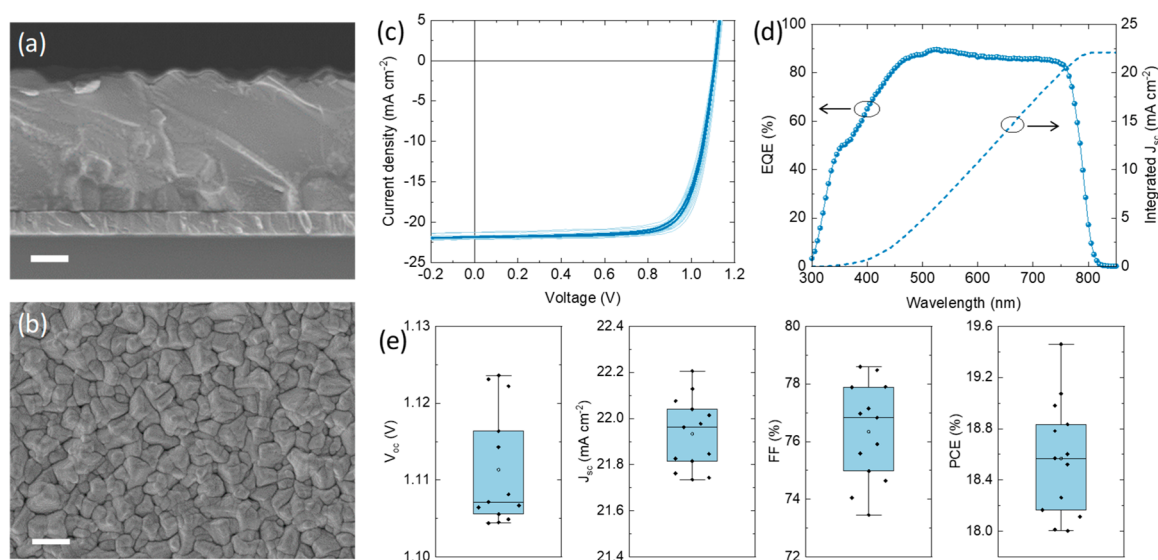 (a)
(b)
(c)
Current density (mA cm⁻²)
5
0
-5
-10
-15
-20
-25
-0.2 0.0 0.2 0.4 0.6 0.8 1.0 1.2
Voltage (V)
(d)
EQE (%)
100
80
60
40
20
0
300 400 500 600 700 800
Wavelength (nm)
25
20
15
10
5
0
Integrated J_sc (mA cm⁻²)
(e)
V_oc (V)
1.13
1.12
1.11
1.10
J_sc (mA cm⁻²)
22.4
22.2
22.0
21.8
21.6
21.4
FF (%)
80
78
76
74
72
PCE (%)
19.6
19.2
18.8
18.4
18.0